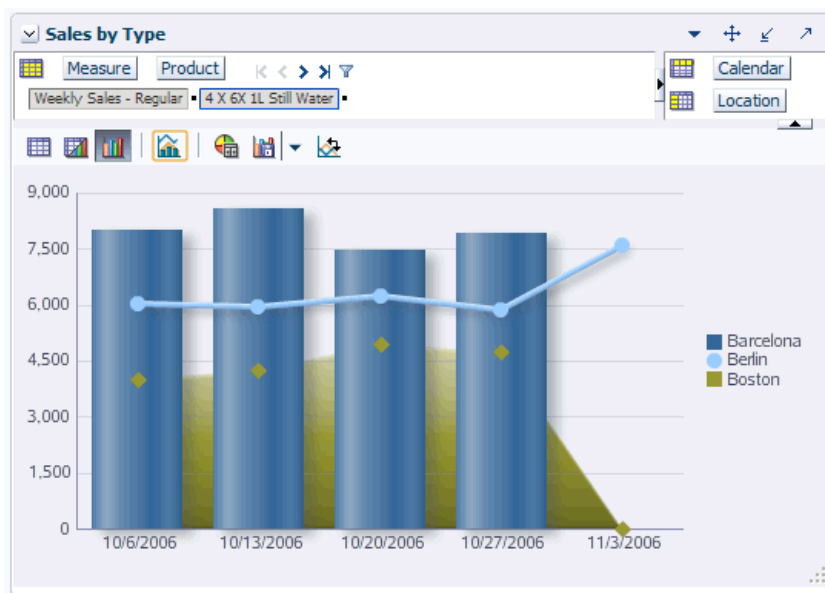 Sales by Type
Measure Product Calendar
Weekly Sales - Regular 4 X 6X 1L Still Water Location
9,000
7,500
6,000
4,500
3,000
1,500
0
10/6/2006 10/13/2006 10/20/2006 10/27/2006 11/3/2006
Barcelona
Berlin
Boston